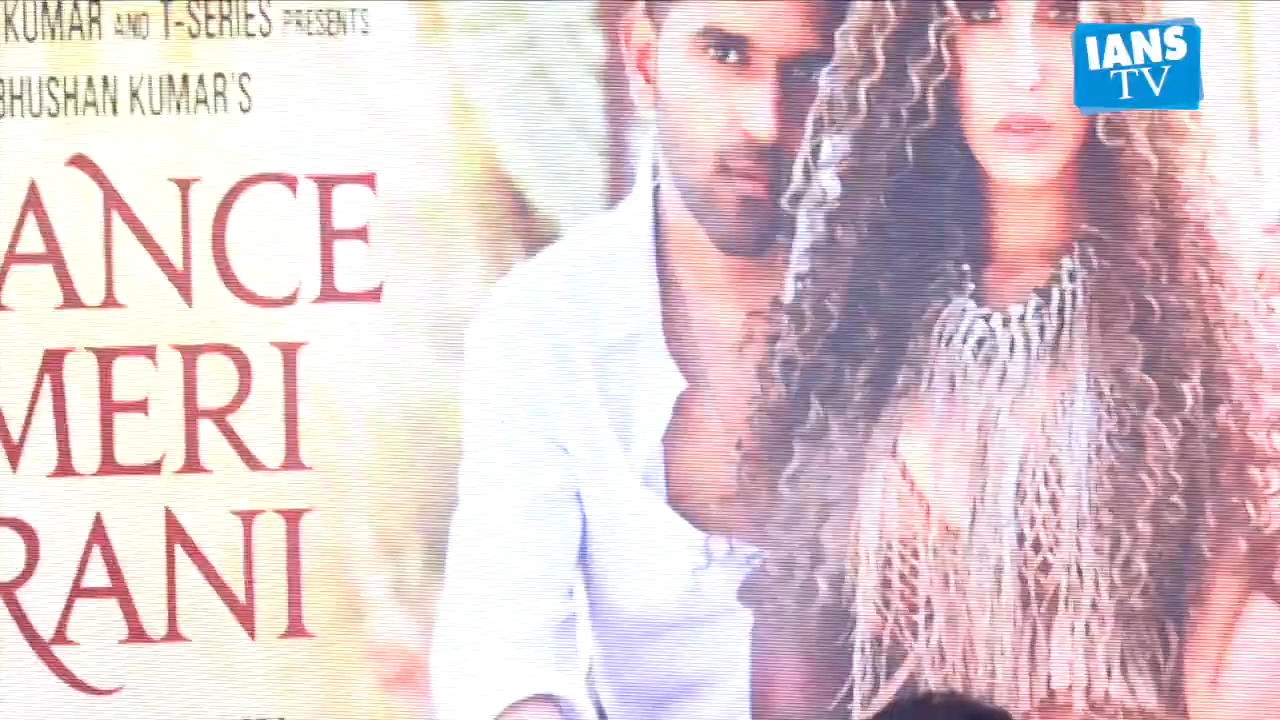 KUMAR AND T-SERIES PRESENTS
BHUSHAN KUMAR'S
ANCE
MERI
RANI
IANS
TV